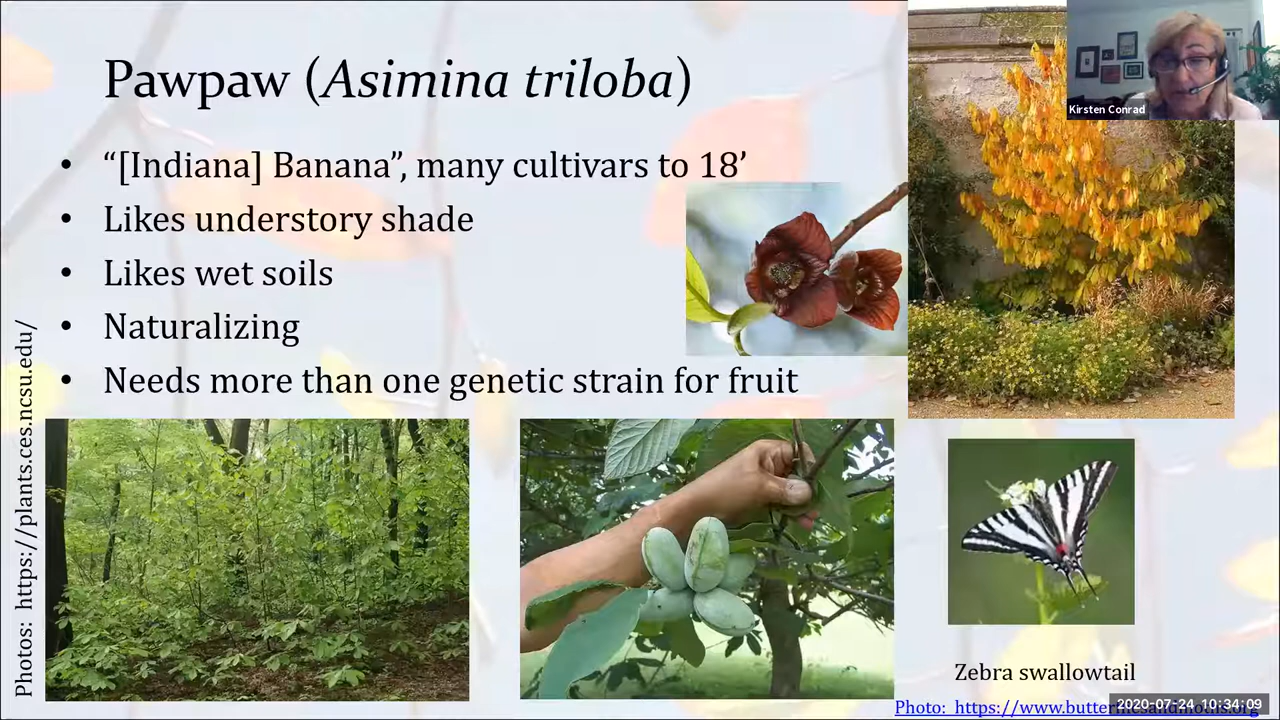 Pawpaw (Asimina triloba)
• “[Indiana] Banana”, many cultivars to 18’
• Likes understory shade
• Likes wet soils
• Naturalizing
• Needs more than one genetic strain for fruit
Photos: https://plants.ces.ncsu.edu/
Kirsten Conrad
Zebra swallowtail
Photo: https://www.butterfliesandmoths.org
2020-07-24 10:34:09